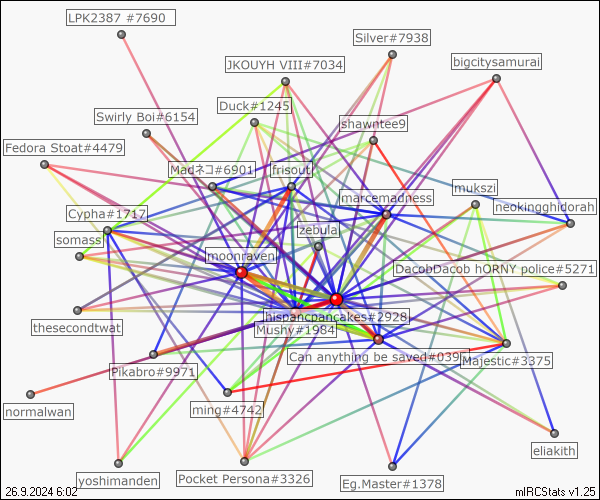 LPK2387 #7690
Silver#7938
bigcitysamurai
JKOUYH VIII#7034
Duck#1245
Swirly Boi#6154
shawntee9
Fedora Stoat#4479
Madネコ#6901
frisout
marcemadness
mukszi
neokingghidorah
Cypha#1717
zebula
somass
moonraven
DacobDacob hORNY police#5271
hispancpancakes#2928
thesecondtwat
Mushy#1984
Can anything be saved#039
Majestic#3375
Pikabro#9971
normalwan
ming#4742
eliakith
yoshimanden
Pocket Persona#3326
Eg.Master#1378
26.9.2024 6:02
mIRCStats v1.25